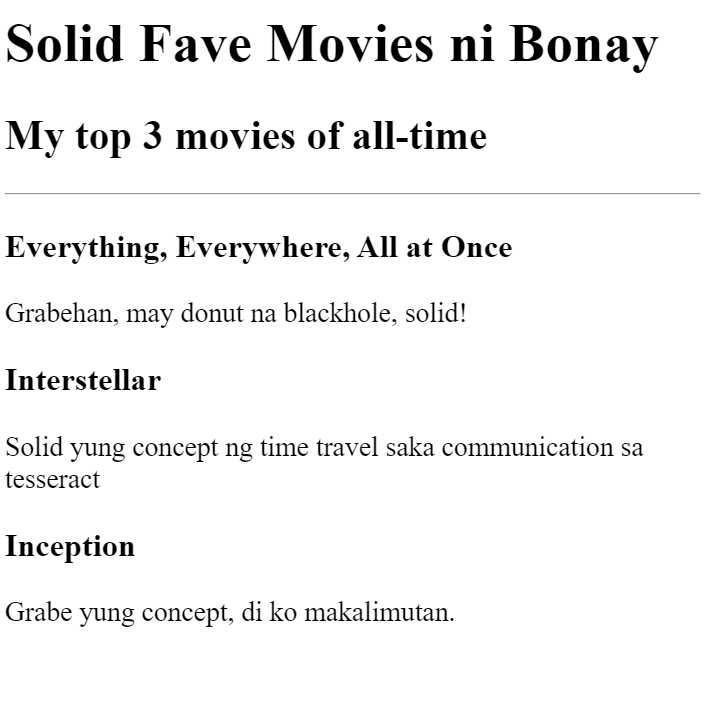 Solid Fave Movies ni Bonay
My top 3 movies of all-time
Everything, Everywhere, All at Once
Grabehan, may donut na blackhole, solid!
Interstellar
Solid yung concept ng time travel saka communication sa
tesseract
Inception
Grabe yung concept, di ko makalimutan.